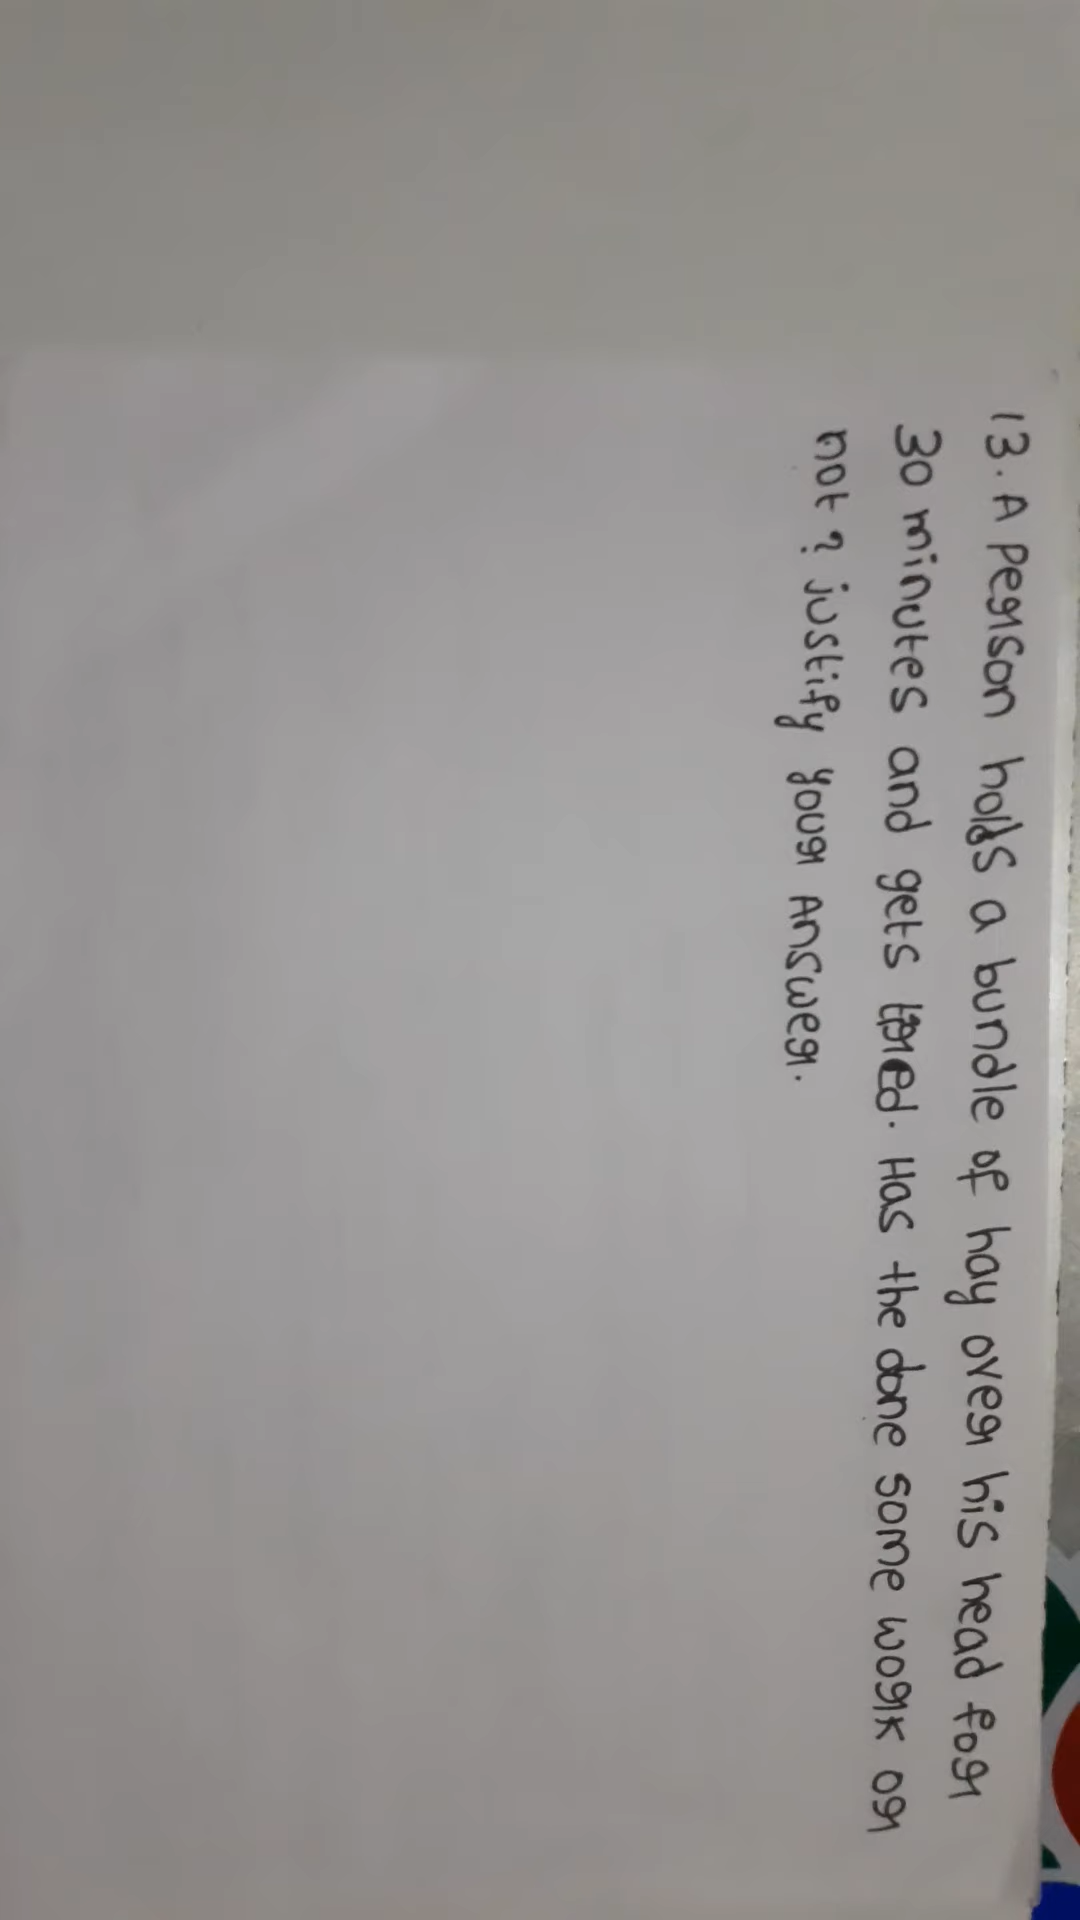 13. A Person holds a bundle of hay over his head for
30 minutes and gets tired. Has the done some work or
not ? justify your Answer.